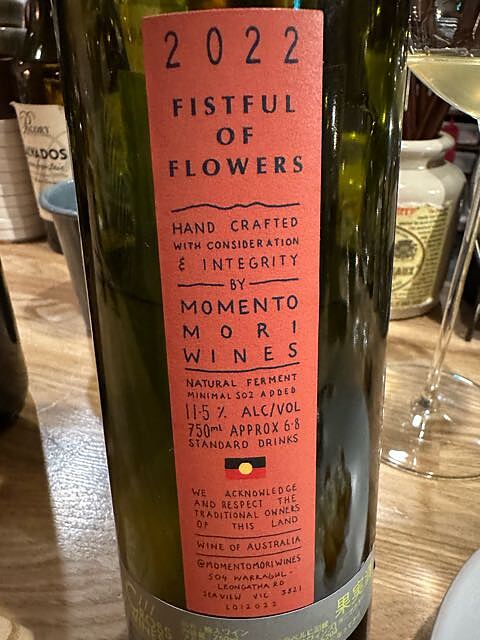 2022
FISTFUL
OF
FLOWERS
HAND CRAFTED
WITH CONSIDERATION
& INTEGRITY
BY
MOMENTO
MORI
WINES
NATURAL FERMENT
MINIMAL SO2 ADDED
11.5 % ALC/VOL
750ml APPROX 6.8
STANDARD DRINKS
WE ACKNOWLEDGE
AND RESPECT THE
TRADITIONAL OWNERS
OF THIS LAND
WINE OF AUSTRALIA
@MOMENTOMORIWINES
504 WARRAGUL -
LEONGATHA RD
SEAVIEW VIC 3821
L012022
果実